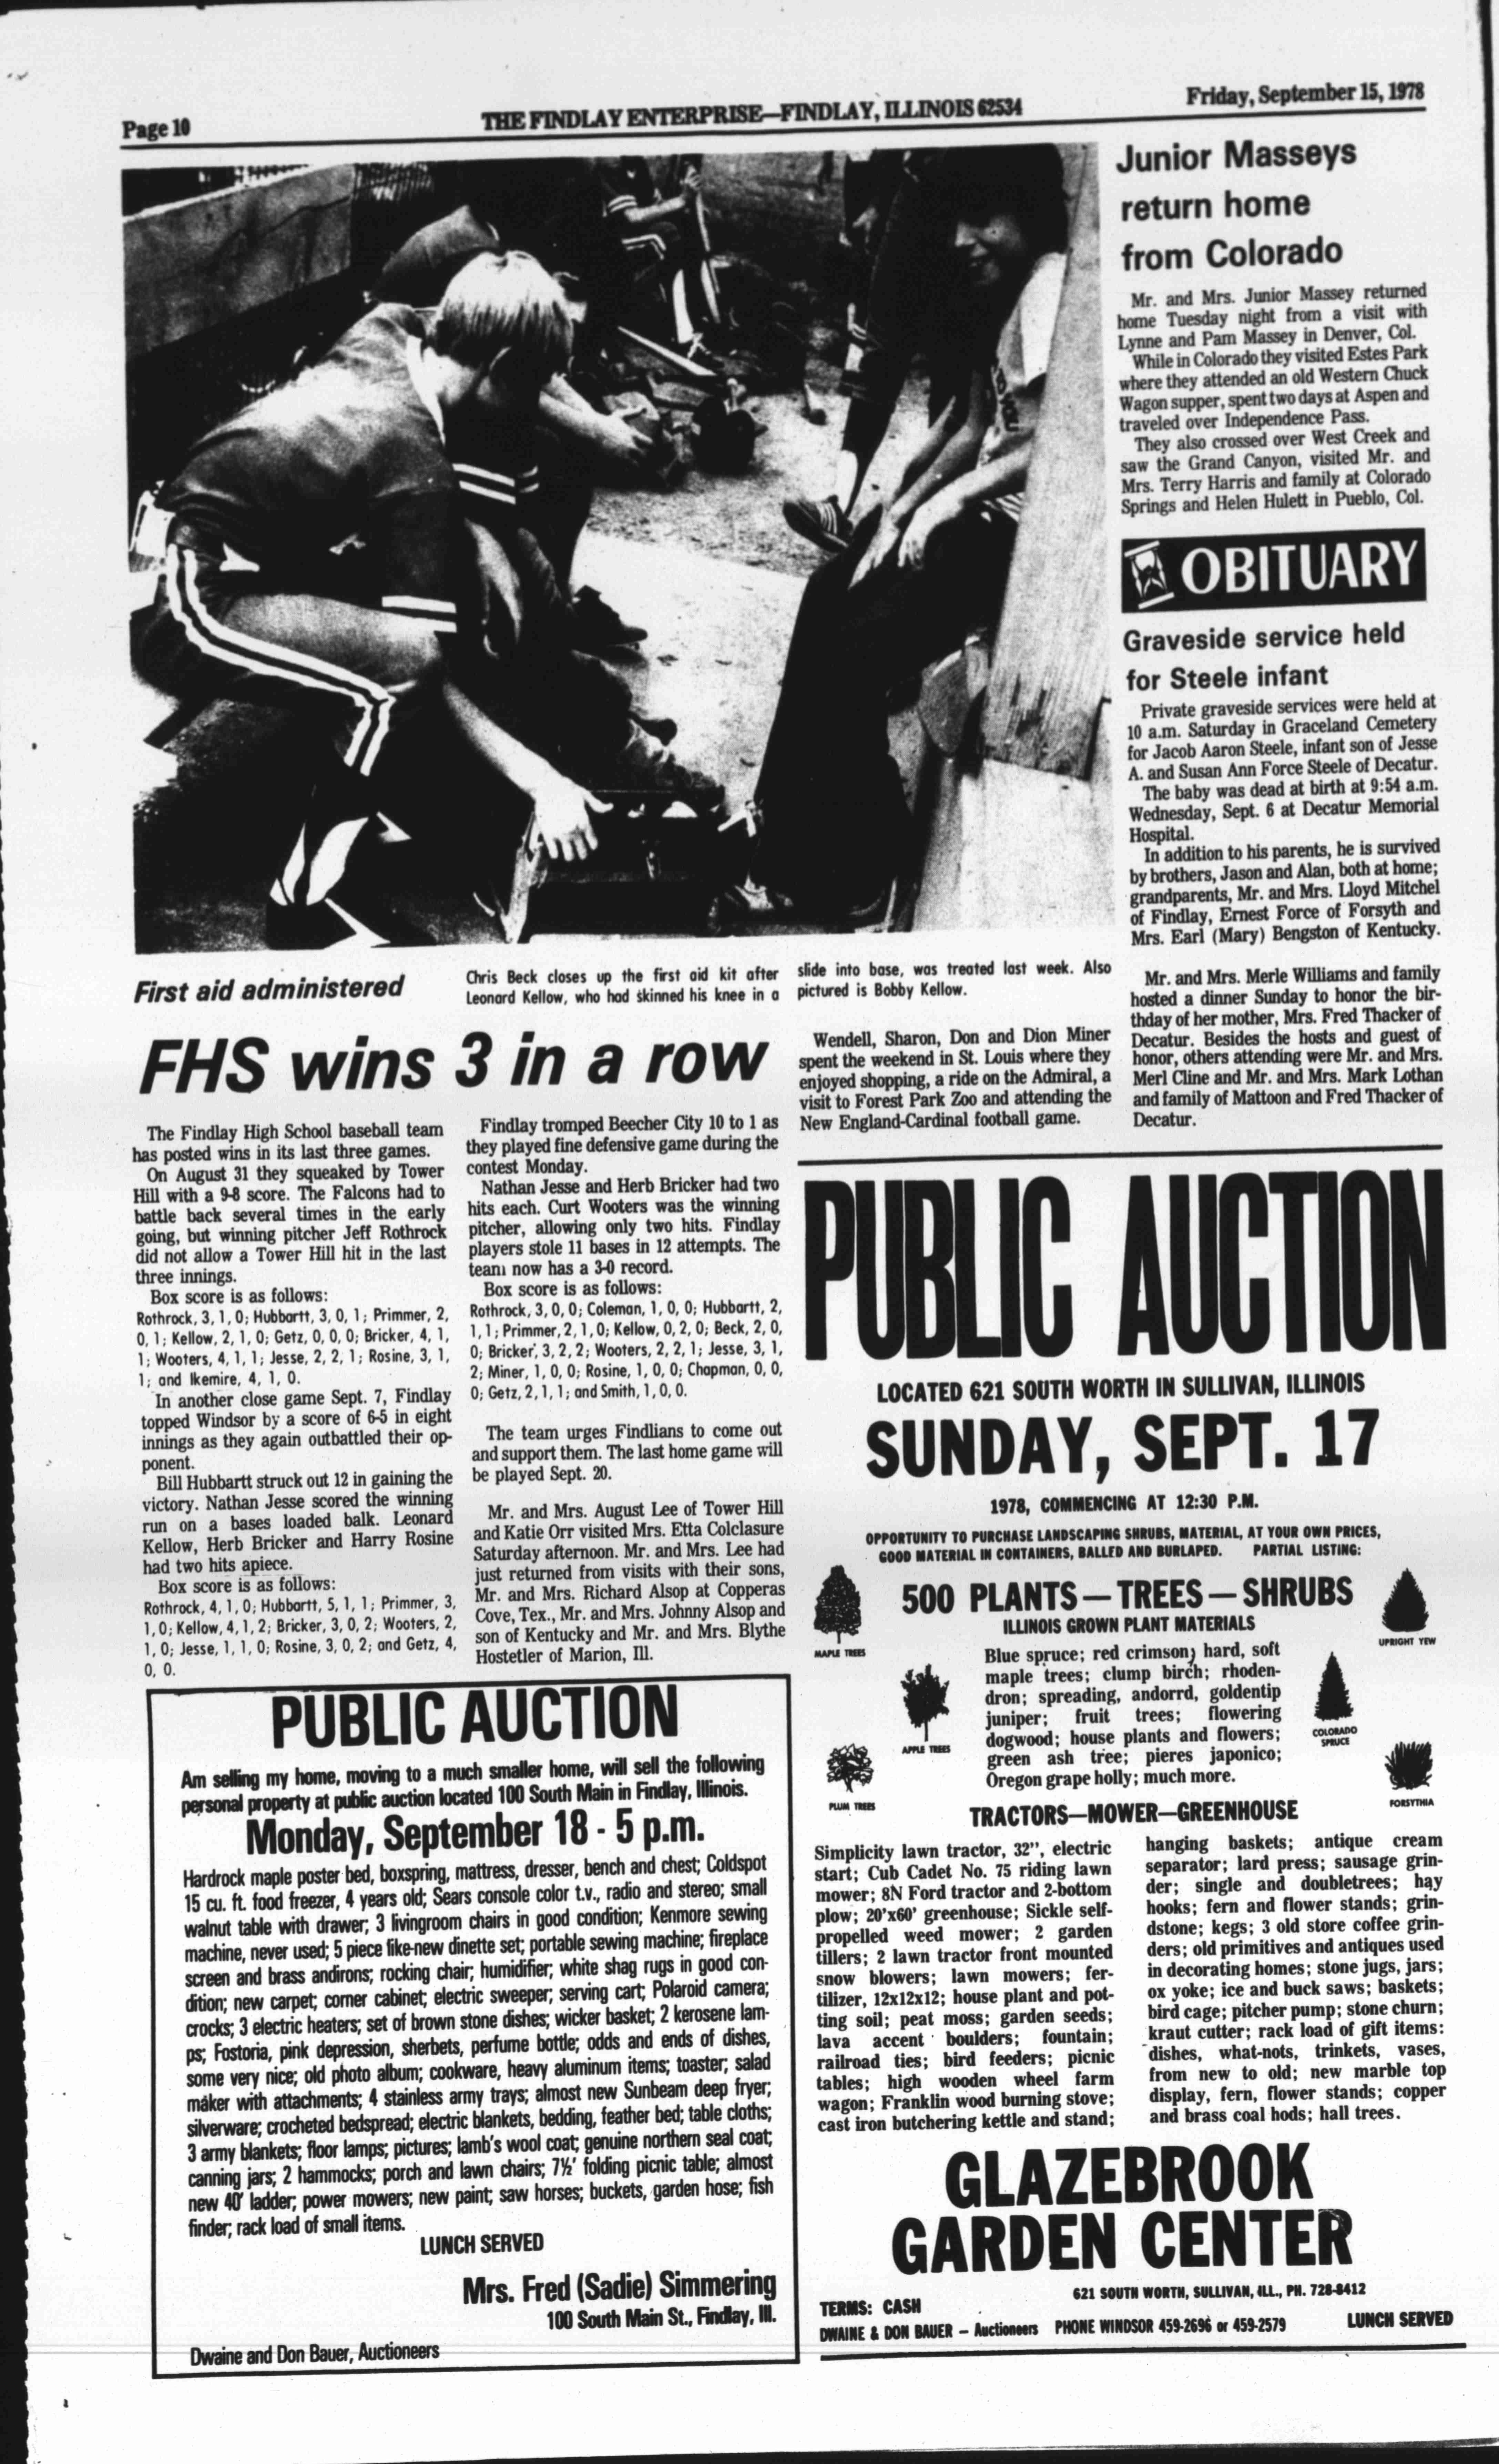 Page 10
THE FINDLAY ENTERPRISE—FINDLAY, ILLINOIS 62534
Friday, September 15, 1978
First aid administered
Chris Beck closes up the first aid kit after
Leonard Kellow, who had skinned his knee in a
slide into base, was treated last week. Also
pictured is Bobby Kellow.
FHS wins 3 in a row
The Findlay High School baseball team
has posted wins in its last three games.
On August 31 they squeaked by Tower
Hill with a 9-8 score. The Falcons had to
battle back several times in the early
going, but winning pitcher Jeff Rothrock
did not allow a Tower Hill hit in the last
three innings.
Box score is as follows:
Rothrock, 3, 1, 0; Hubbartt, 3, 0, 1; Primmer, 2,
0, 1; Kellow, 2, 1, 0; Getz, 0, 0, 0; Bricker, 4, 1,
1; Wooters, 4, 1, 1; Jesse, 2, 2, 1; Rosine, 3, 1,
1; and Ikemire, 4, 1, 0.
In another close game Sept. 7, Findlay
topped Windsor by a score of 6-5 in eight
innings as they again outbattled their op-
ponent.
Bill Hubbartt struck out 12 in gaining the
victory. Nathan Jesse scored the winning
run on a bases loaded balk. Leonard
Kellow, Herb Bricker and Harry Rosine
had two hits apiece.
Box score is as follows:
Rothrock, 4, 1, 0; Hubbartt, 5, 1, 1; Primmer, 3,
1, 0; Kellow, 4, 1, 2; Bricker, 3, 0, 2; Wooters, 2,
1, 0; Jesse, 1, 1, 0; Rosine, 3, 0, 2; and Getz, 4,
0, 0.
Findlay tromped Beecher City 10 to 1 as
they played fine defensive game during the
contest Monday.
Nathan Jesse and Herb Bricker had two
hits each. Curt Wooters was the winning
pitcher, allowing only two hits. Findlay
players stole 11 bases in 12 attempts. The
team now has a 3-0 record.
Box score is as follows:
Rothrock, 3, 0, 0; Coleman, 1, 0, 0; Hubbartt, 2,
1, 1; Primmer, 2, 1, 0; Kellow, 0, 2, 0; Beck, 2, 0,
0; Bricker, 3, 2, 2; Wooters, 2, 2, 1; Jesse, 3, 1,
2; Miner, 1, 0, 0; Rosine, 1, 0, 0; Chapman, 0, 0,
0; Getz, 2, 1, 1; and Smith, 1, 0, 0.
The team urges Findlians to come out
and support them. The last home game will
be played Sept. 20.
Mr. and Mrs. August Lee of Tower Hill
and Katie Orr visited Mrs. Etta Colclasure
Saturday afternoon. Mr. and Mrs. Lee had
just returned from visits with their sons,
Mr. and Mrs. Richard Alsop at Copperas
Cove, Tex., Mr. and Mrs. Johnny Alsop and
son of Kentucky and Mr. and Mrs. Blythe
Hostetler of Marion, Ill.
Wendell, Sharon, Don and Dion Miner
spent the weekend in St. Louis where they
enjoyed shopping, a ride on the Admiral, a
visit to Forest Park Zoo and attending the
New England-Cardinal football game.
Junior Masseys
return home
from Colorado
Mr. and Mrs. Junior Massey returned
home Tuesday night from a visit with
Lynne and Pam Massey in Denver, Col.
While in Colorado they visited Estes Park
where they attended an old Western Chuck
Wagon supper, spent two days at Aspen and
traveled over Independence Pass.
They also crossed over West Creek and
saw the Grand Canyon, visited Mr. and
Mrs. Terry Harris and family at Colorado
Springs and Helen Hulett in Pueblo, Col.
OBITUARY
Graveside service held
for Steele infant
Private graveside services were held at
10 a.m. Saturday in Graceland Cemetery
for Jacob Aaron Steele, infant son of Jesse
A. and Susan Ann Force Steele of Decatur.
The baby was dead at birth at 9:54 a.m.
Wednesday, Sept. 6 at Decatur Memorial
Hospital.
In addition to his parents, he is survived
by brothers, Jason and Alan, both at home;
grandparents, Mr. and Mrs. Lloyd Mitchel
of Findlay, Ernest Force of Forsyth and
Mrs. Earl (Mary) Bengston of Kentucky.
Mr. and Mrs. Merle Williams and family
hosted a dinner Sunday to honor the bir-
thday of her mother, Mrs. Fred Thacker of
Decatur. Besides the hosts and guest of
honor, others attending were Mr. and Mrs.
Merl Cline and Mr. and Mrs. Mark Lothan
and family of Mattoon and Fred Thacker of
Decatur.
PUBLIC AUCTION
Am selling my home, moving to a much smaller home, will sell the following
personal property at public auction located 100 South Main in Findlay, Illinois.
Monday, September 18 - 5 p.m.
Hardrock maple poster bed, boxspring, mattress, dresser, bench and chest; Coldspot
15 cu. ft. food freezer, 4 years old; Sears console color t.v., radio and stereo; small
walnut table with drawer; 3 livingroom chairs in good condition; Kenmore sewing
machine, never used; 5 piece like-new dinette set; portable sewing machine; fireplace
screen and brass andirons; rocking chair; humidifier; white shag rugs in good con-
dition; new carpet; corner cabinet; electric sweeper; serving cart; Polaroid camera;
crocks; 3 electric heaters; set of brown stone dishes; wicker basket; 2 kerosene lam-
ps; Fostoria, pink depression, sherbets, perfume bottle; odds and ends of dishes,
some very nice; old photo album; cookware, heavy aluminum items; toaster; salad
maker with attachments; 4 stainless army trays; almost new Sunbeam deep fryer;
silverware; crocheted bedspread; electric blankets, bedding, feather bed; table cloths;
3 army blankets; floor lamps; pictures; lamb's wool coat; genuine northern seal coat;
canning jars; 2 hammocks; porch and lawn chairs; 7½' folding picnic table; almost
new 40' ladder; power mowers; new paint; saw horses; buckets, garden hose; fish
finder; rack load of small items.
LUNCH SERVED
Mrs. Fred (Sadie) Simmering
100 South Main St., Findlay, Ill.
Dwaine and Don Bauer, Auctioneers
PUBLIC AUCTION
LOCATED 621 SOUTH WORTH IN SULLIVAN, ILLINOIS
SUNDAY, SEPT. 17
1978, COMMENCING AT 12:30 P.M.
OPPORTUNITY TO PURCHASE LANDSCAPING SHRUBS, MATERIAL, AT YOUR OWN PRICES,
GOOD MATERIAL IN CONTAINERS, BALLED AND BURLAPED. PARTIAL LISTING:
500 PLANTS — TREES — SHRUBS
ILLINOIS GROWN PLANT MATERIALS
MAPLE TREES
APPLE TREES
PLUM TREES
Blue spruce; red crimson; hard, soft
maple trees; clump birch; rhoden-
dron; spreading, andorrd, goldentip
juniper; fruit trees; flowering
dogwood; house plants and flowers;
green ash tree; pieres japonico;
Oregon grape holly; much more.
UPRIGHT YEW
COLORADO
SPRUCE
FORSYTHIA
TRACTORS—MOWER—GREENHOUSE
Simplicity lawn tractor, 32'', electric
start; Cub Cadet No. 75 riding lawn
mower; 8N Ford tractor and 2-bottom
plow; 20'x60' greenhouse; Sickle self-
propelled weed mower; 2 garden
tillers; 2 lawn tractor front mounted
snow blowers; lawn mowers; fer-
tilizer, 12x12x12; house plant and pot-
ting soil; peat moss; garden seeds;
lava accent boulders; fountain;
railroad ties; bird feeders; picnic
tables; high wooden wheel farm
wagon; Franklin wood burning stove;
cast iron butchering kettle and stand;
hanging baskets; antique cream
separator; lard press; sausage grin-
der; single and doubletrees; hay
hooks; fern and flower stands; grin-
dstone; kegs; 3 old store coffee grin-
ders; old primitives and antiques used
in decorating homes; stone jugs, jars;
ox yoke; ice and buck saws; baskets;
bird cage; pitcher pump; stone churn;
kraut cutter; rack load of gift items:
dishes, what-nots, trinkets, vases,
from new to old; new marble top
display, fern, flower stands; copper
and brass coal hods; hall trees.
GLAZEBROOK
GARDEN CENTER
621 SOUTH WORTH, SULLIVAN, ILL., PH. 728-8412
TERMS: CASH
DWAINE & DON BAUER — Auctioneers PHONE WINDSOR 459-2696 or 459-2579
LUNCH SERVED